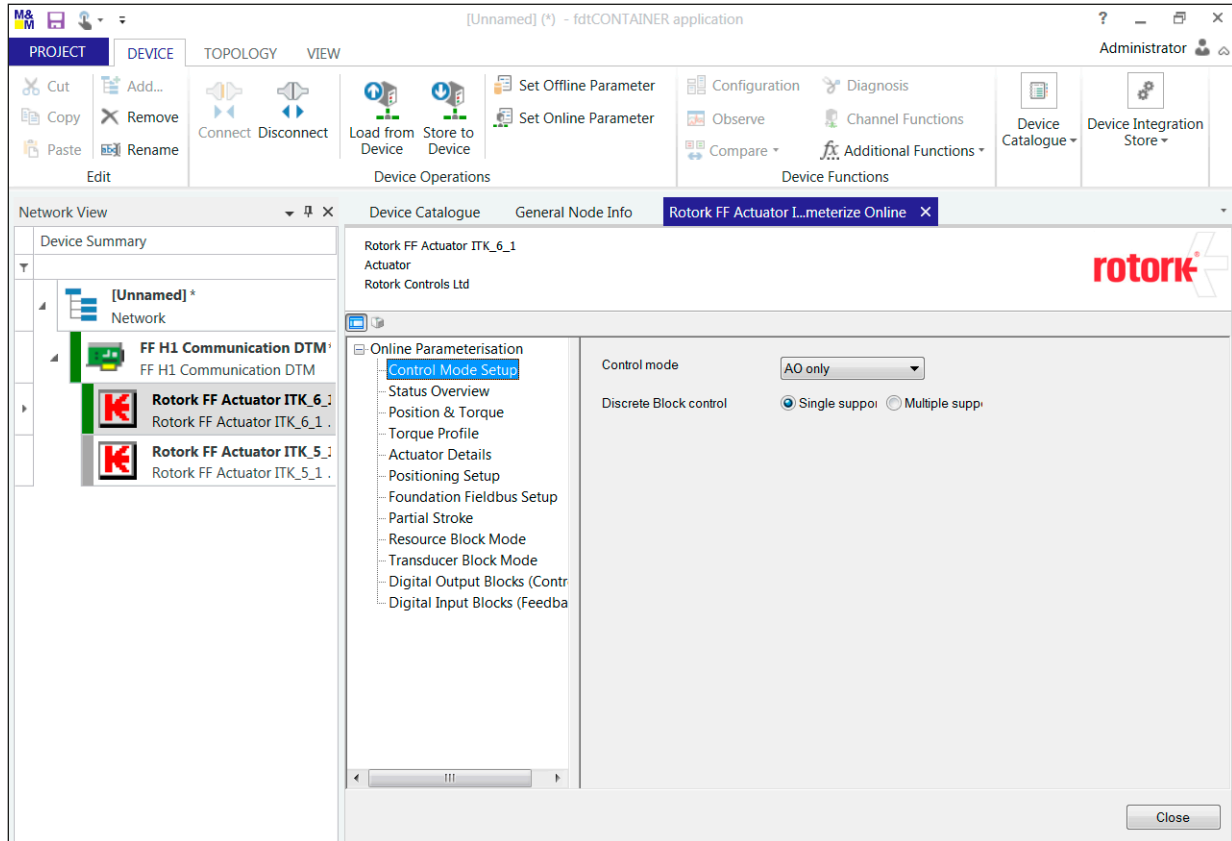 M&M
[Unnamed] (*) - fdtCONTAINER application
?
PROJECT DEVICE TOPOLOGY VIEW
Administrator
Cut Add...
Copy Remove
Paste Rename
Edit
Connect Disconnect
Load from Device
Store to Device
Set Offline Parameter
Set Online Parameter
Device Operations
Configuration Diagnosis
Observe Channel Functions
Compare fx Additional Functions
Device Functions
Device Catalogue
Device Integration Store
Network View
Device Catalogue General Node Info Rotork FF Actuator I...meterize Online
Device Summary
[Unnamed] *
Network
FF H1 Communication DTM*
FF H1 Communication DTM
Rotork FF Actuator ITK_6_1
Rotork FF Actuator ITK_6_1 .
Rotork FF Actuator ITK_5_1
Rotork FF Actuator ITK_5_1 .
Rotork FF Actuator ITK_6_1
Actuator
Rotork Controls Ltd
rotork
Online Parameterisation
Control Mode Setup
Status Overview
Position & Torque
Torque Profile
Actuator Details
Positioning Setup
Foundation Fieldbus Setup
Partial Stroke
Resource Block Mode
Transducer Block Mode
Digital Output Blocks (Contr
Digital Input Blocks (Feedba
Control mode AO only
Discrete Block control Single suppor Multiple supp
Close